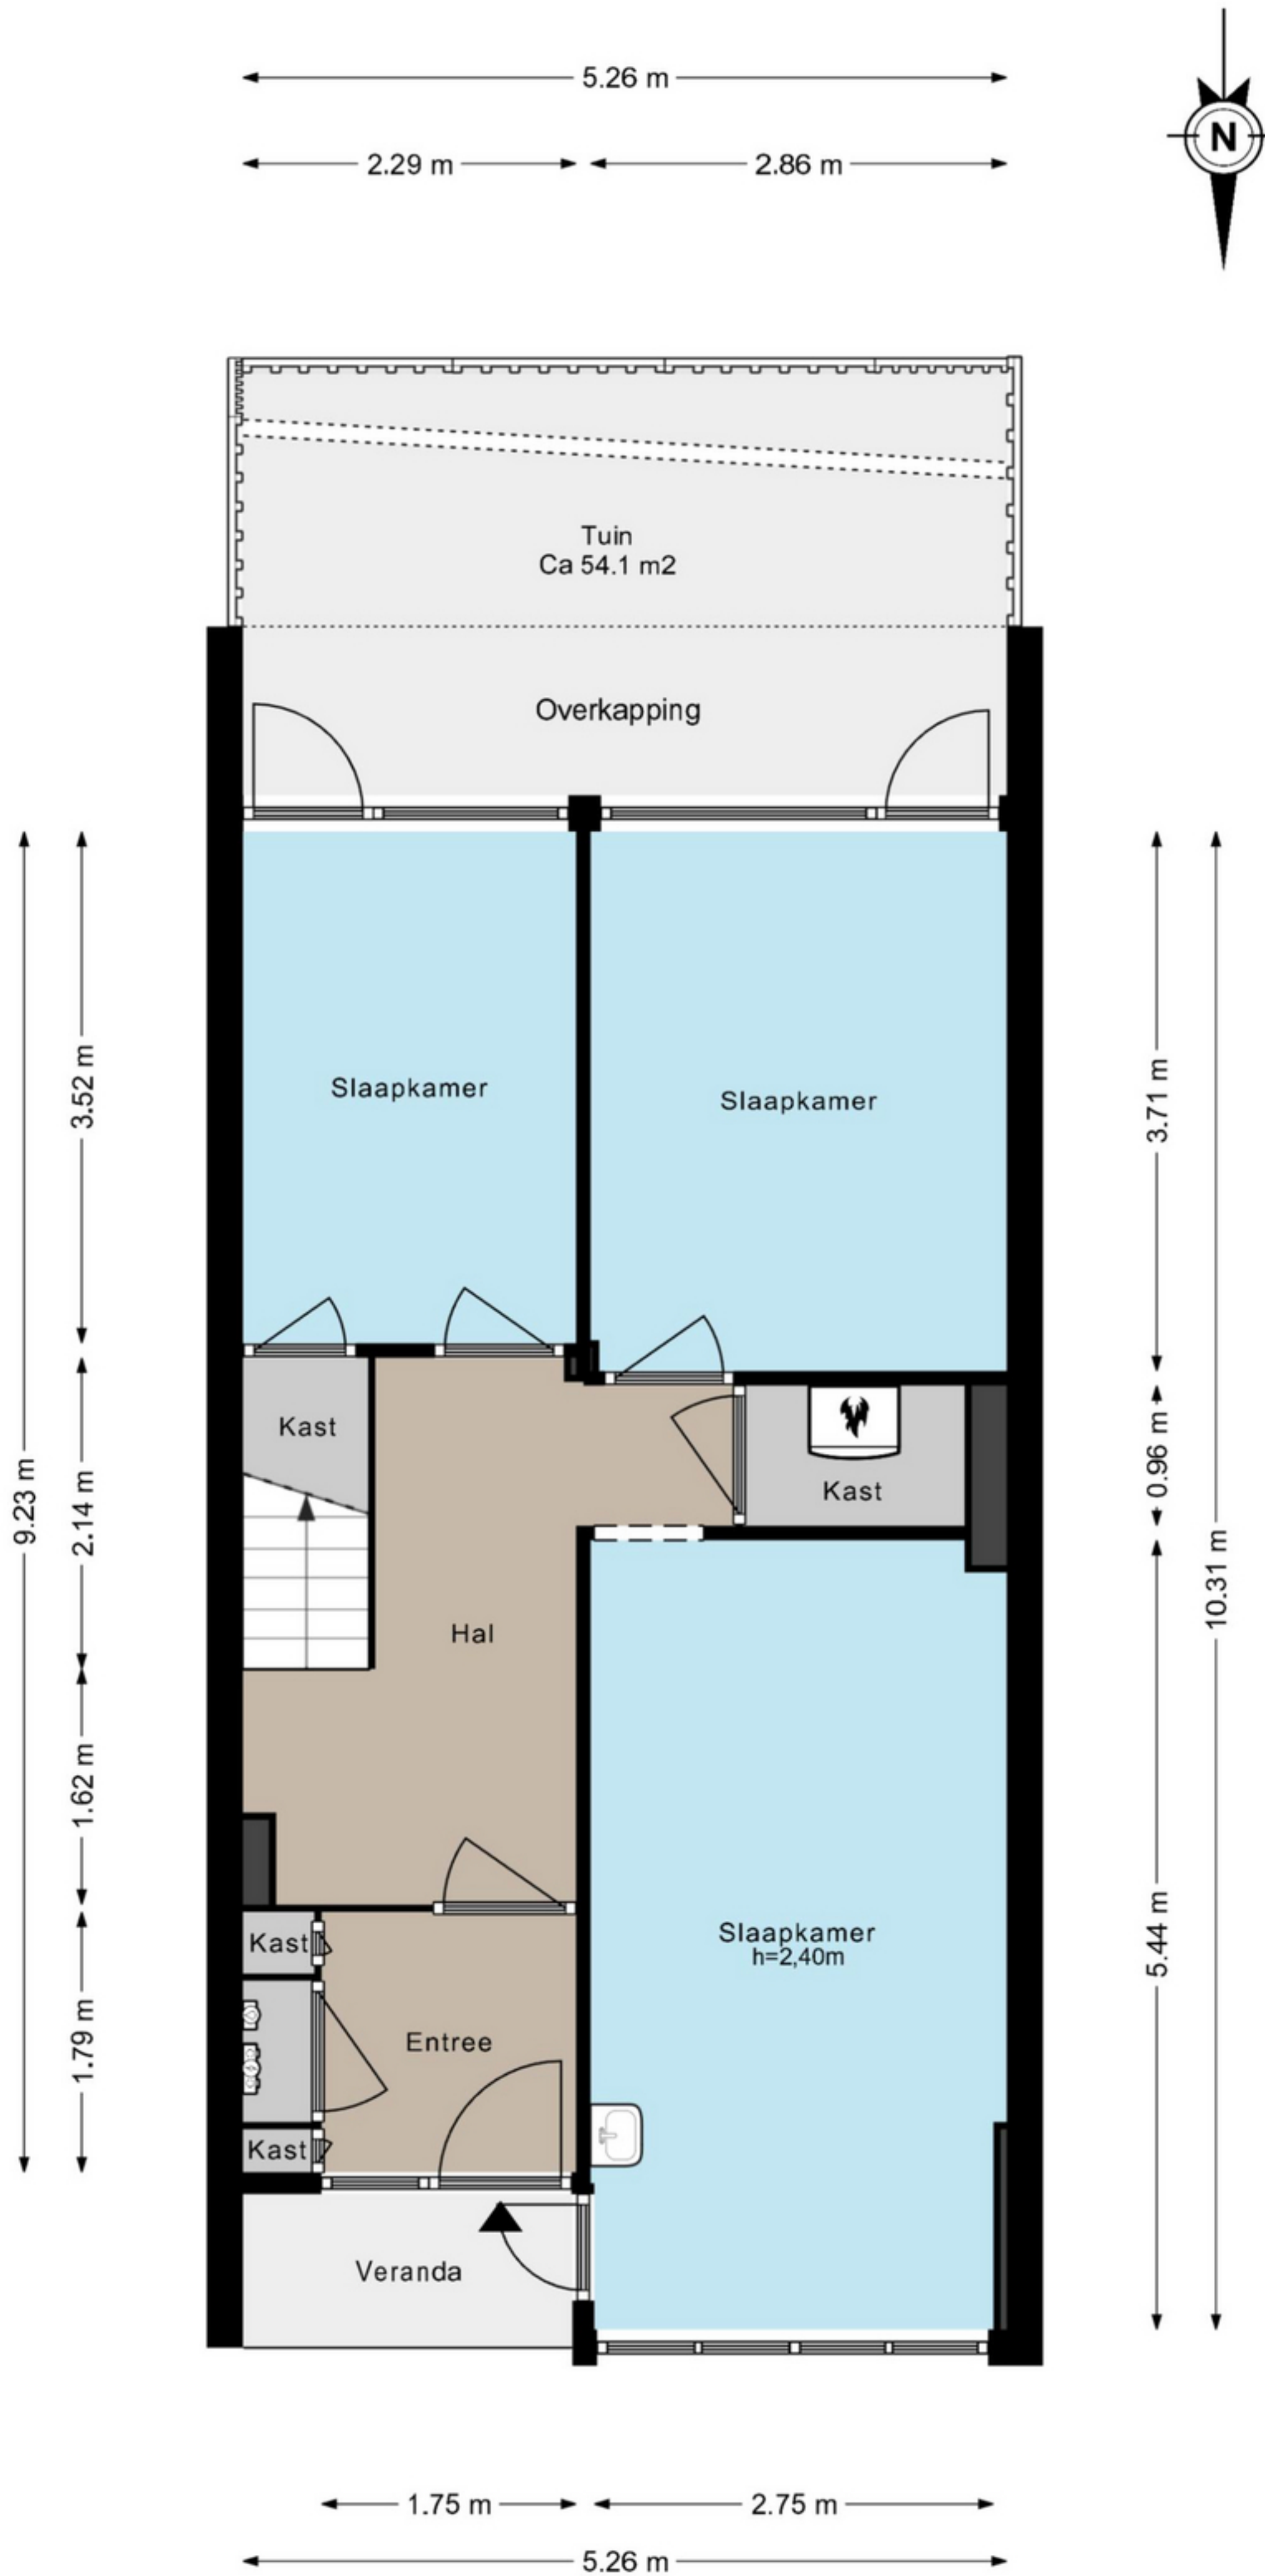 5.26 m
N
2.29 m
2.86 m
Tuin
Ca 54.1 m2
Overkapping
Slaapkamer
Slaapkamer
3.52 m
3.71 m
Kast
Kast
0.96 m
9.23 m
2.14 m
10.31 m
Hal
1.62 m
Slaapkamer
h=2,40m
5.44 m
Kast
Entree
1.79 m
Kast
Veranda
1.75 m
2.75 m
5.26 m